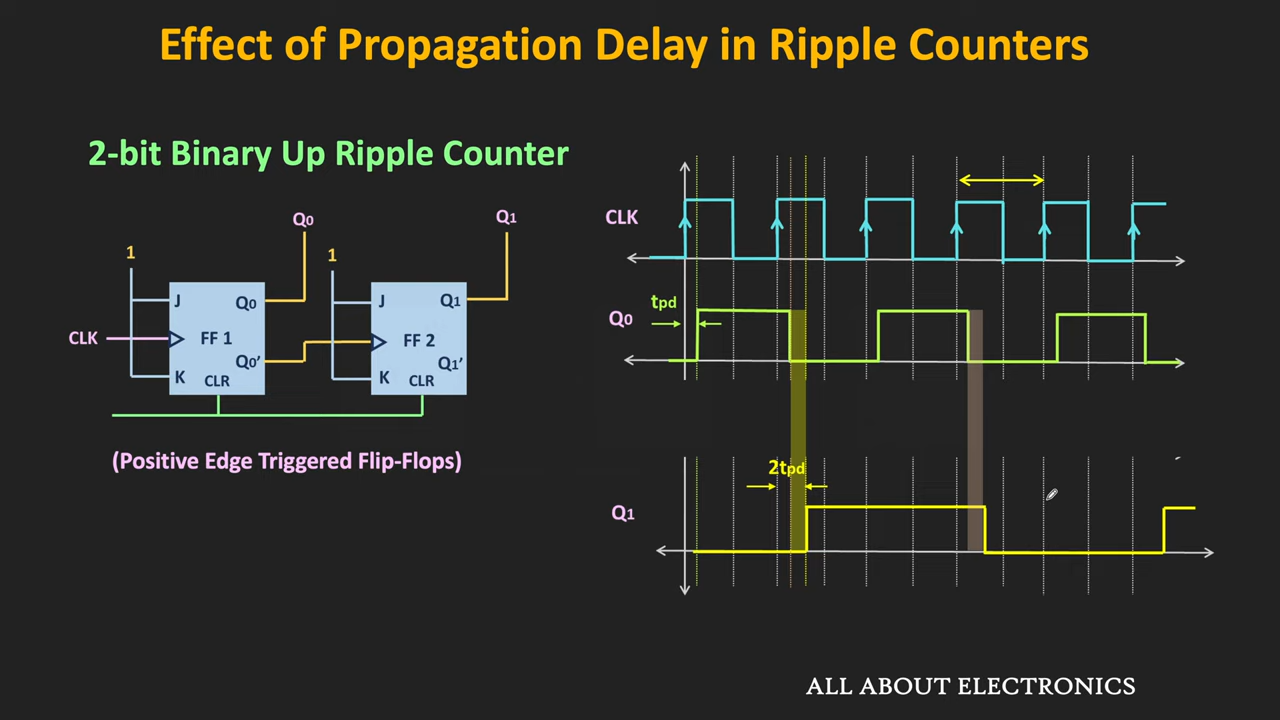 Effect of Propagation Delay in Ripple Counters
2-bit Binary Up Ripple Counter
Q0
Q1
1
1
J
Q0
CLK
FF 1
Q0’
K
CLR
J
Q1
FF 2
Q1’
K
CLR
(Positive Edge Triggered Flip-Flops)
CLK
tpd
Q0
2tpd
Q1
ALL ABOUT ELECTRONICS